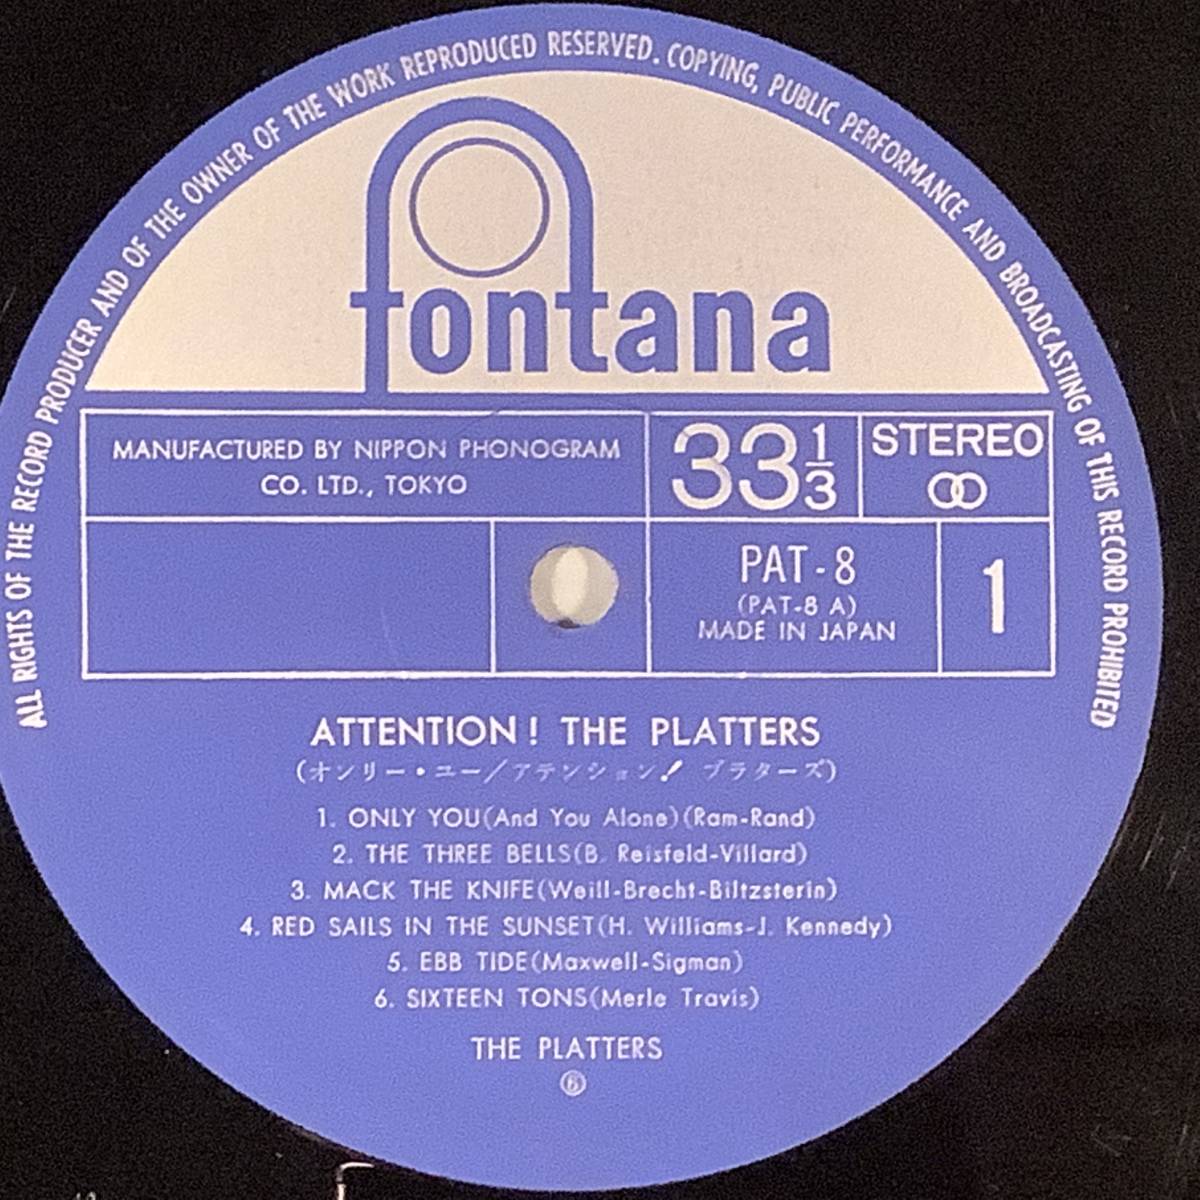 ALL RIGHTS OF THE RECORD PRODUCER AND OF THE OWNER OF THE WORK REPRODUCED RESERVED. COPYING, PUBLIC PERFORMANCE AND BROADCASTING OF THIS RECORD PROHIBITED
fontana
MANUFACTURED BY NIPPON PHONOGRAM
CO. LTD., TOKYO
33 1/3
STEREO
PAT-8
(PAT-8 A)
MADE IN JAPAN
1
ATTENTION! THE PLATTERS
(オンリー・ユー/アテンション! プラターズ)
1. ONLY YOU(And You Alone)(Ram-Rand)
2. THE THREE BELLS(B. Reisfeld-Villard)
3. MACK THE KNIFE(Weill-Brecht-Biltzsterin)
4. RED SAILS IN THE SUNSET(H. Williams-J. Kennedy)
5. EBB TIDE(Maxwell-Sigman)
6. SIXTEEN TONS(Merle Travis)
THE PLATTERS